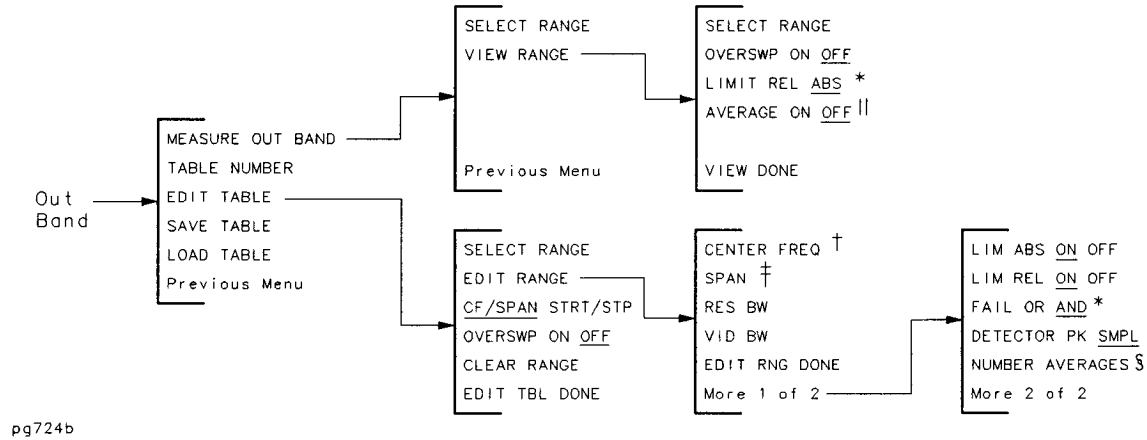 SELECT RANGE
VIEW RANGE
Previous Menu
SELECT RANGE
OVERSWP ON OFF
LIMIT REL ABS *
AVERAGE ON OFF ||
VIEW DONE
Out
Band
MEASURE OUT BAND
TABLE NUMBER
EDIT TABLE
SAVE TABLE
LOAD TABLE
Previous Menu
SELECT RANGE
EDIT RANGE
CF/SPAN STRT/STP
OVERSWP ON OFF
CLEAR RANGE
EDIT TBL DONE
CENTER FREQ †
SPAN ‡
RES BW
VID BW
EDIT RNG DONE
More 1 of 2
LIM ABS ON OFF
LIM REL ON OFF
FAIL OR AND *
DETECTOR PK SMPL
NUMBER AVERAGES §
More 2 of 2
pg724b